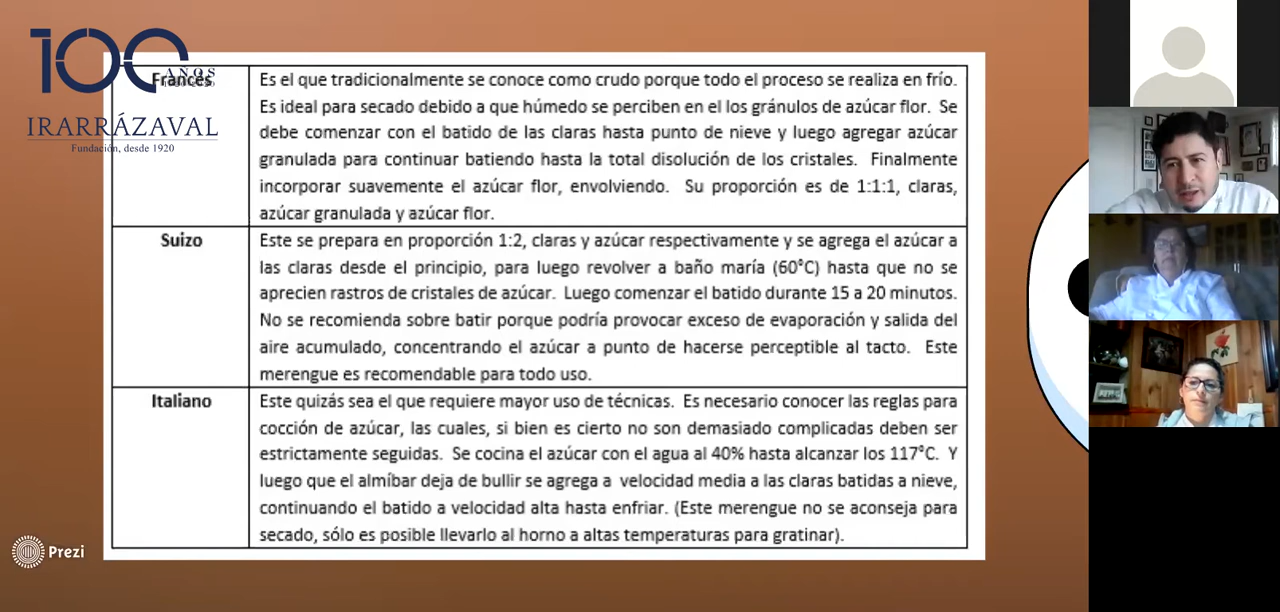 100
AÑOS
1920-2020
IRARRÁZAVAL
Fundación, desde 1920
Francés
Es el que tradicionalmente se conoce como crudo porque todo el proceso se realiza en frío.
Es ideal para secado debido a que húmedo se perciben en el los gránulos de azúcar flor. Se
debe comenzar con el batido de las claras hasta punto de nieve y luego agregar azúcar
granulada para continuar batiendo hasta la total disolución de los cristales. Finalmente
incorporar suavemente el azúcar flor, envolviendo. Su proporción es de 1:1:1, claras,
azúcar granulada y azúcar flor.
Suizo
Este se prepara en proporción 1:2, claras y azúcar respectivamente y se agrega el azúcar a
las claras desde el principio, para luego revolver a baño maría (60°C) hasta que no se
aprecien rastros de cristales de azúcar. Luego comenzar el batido durante 15 a 20 minutos.
No se recomienda sobre batir porque podría provocar exceso de evaporación y salida del
aire acumulado, concentrando el azúcar a punto de hacerse perceptible al tacto. Este
merengue es recomendable para todo uso.
Italiano
Este quizás sea el que requiere mayor uso de técnicas. Es necesario conocer las reglas para
cocción de azúcar, las cuales, si bien es cierto no son demasiado complicadas deben ser
estrictamente seguidas. Se cocina el azúcar con el agua al 40% hasta alcanzar los 117°C. Y
luego que el almíbar deja de bullir se agrega a velocidad media a las claras batidas a nieve,
continuando el batido a velocidad alta hasta enfriar. (Este merengue no se aconseja para
secado, sólo es posible llevarlo al horno a altas temperaturas para gratinar).
Prezi